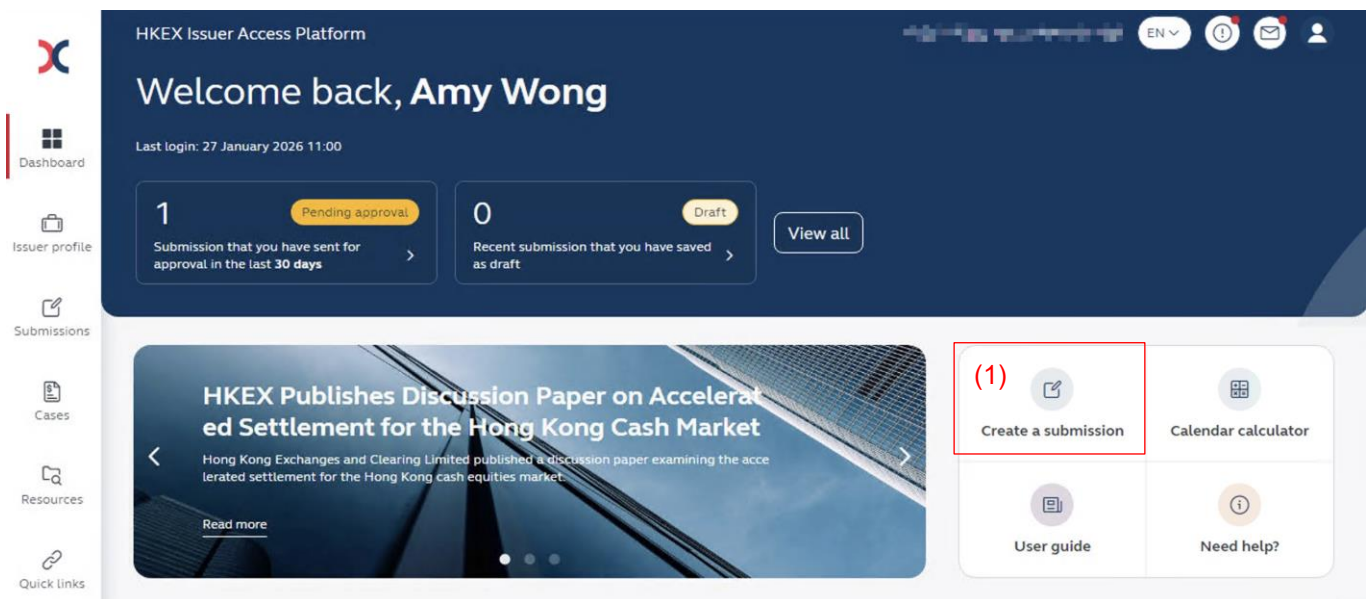 HKEX Issuer Access Platform
EN
Welcome back, Amy Wong
Last login: 27 January 2026 11:00
Dashboard
Issuer profile
Submissions
Cases
Resources
Quick links
1
Pending approval
Submission that you have sent for
approval in the last 30 days
0
Draft
Recent submission that you have saved
as draft
View all
HKEX Publishes Discussion Paper on Accelerat
ed Settlement for the Hong Kong Cash Market
Hong Kong Exchanges and Clearing Limited published a discussion paper examining the acce
lerated settlement for the Hong Kong cash equities market.
Read more
(1)
Create a submission
Calendar calculator
User guide
Need help?